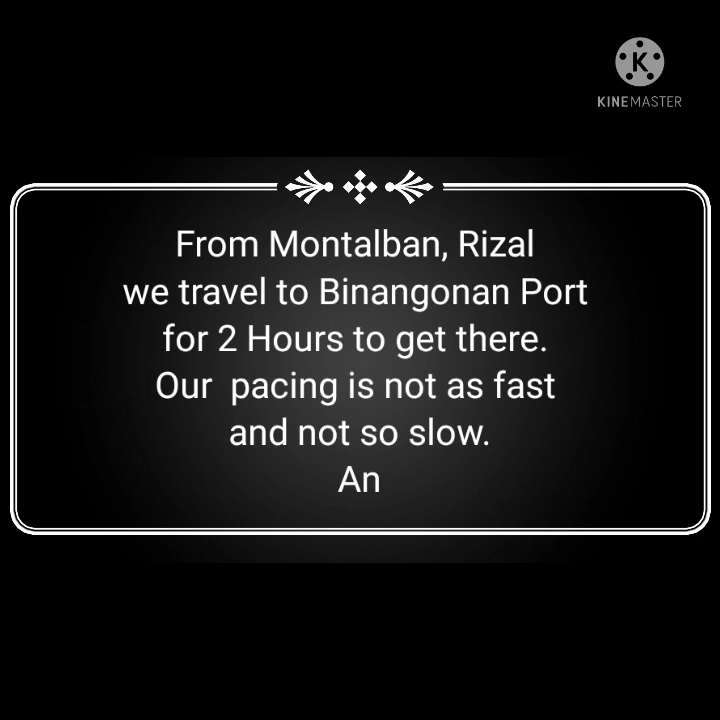 KINEMASTER
From Montalban, Rizal
we travel to Binangonan Port
for 2 Hours to get there.
Our  pacing is not as fast
and not so slow.
An